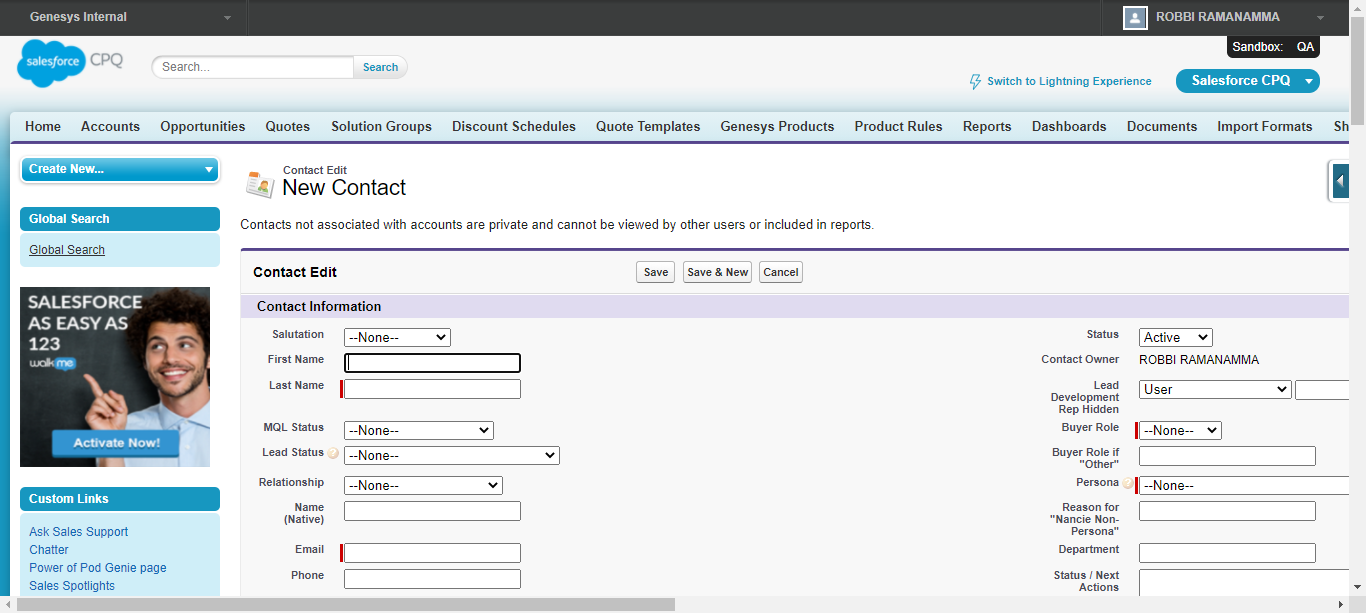 Genesys Internal
ROBBI RAMANAMMA
Sandbox: QA
salesforce CPQ
Search...
Search
Switch to Lightning Experience
Salesforce CPQ
Home Accounts Opportunities Quotes Solution Groups Discount Schedules Quote Templates Genesys Products Product Rules Reports Dashboards Documents Import Formats Sh
Create New...
Global Search
Global Search
SALESFORCE
AS EASY AS
123
walkme
Activate Now!
Custom Links
Ask Sales Support
Chatter
Power of Pod Genie page
Sales Spotlights
Contact Edit
New Contact
Contacts not associated with accounts are private and cannot be viewed by other users or included in reports.
Contact Edit
Save Save & New Cancel
Contact Information
Salutation --None--
First Name
Last Name
MQL Status --None--
Lead Status ? --None--
Relationship --None--
Name
(Native)
Email
Phone
Status Active
Contact Owner ROBBI RAMANAMMA
Lead
Development
Rep Hidden
User
Buyer Role --None--
Buyer Role if
"Other"
Persona ? --None--
Reason for
"Nancie Non-
Persona"
Department
Status / Next
Actions